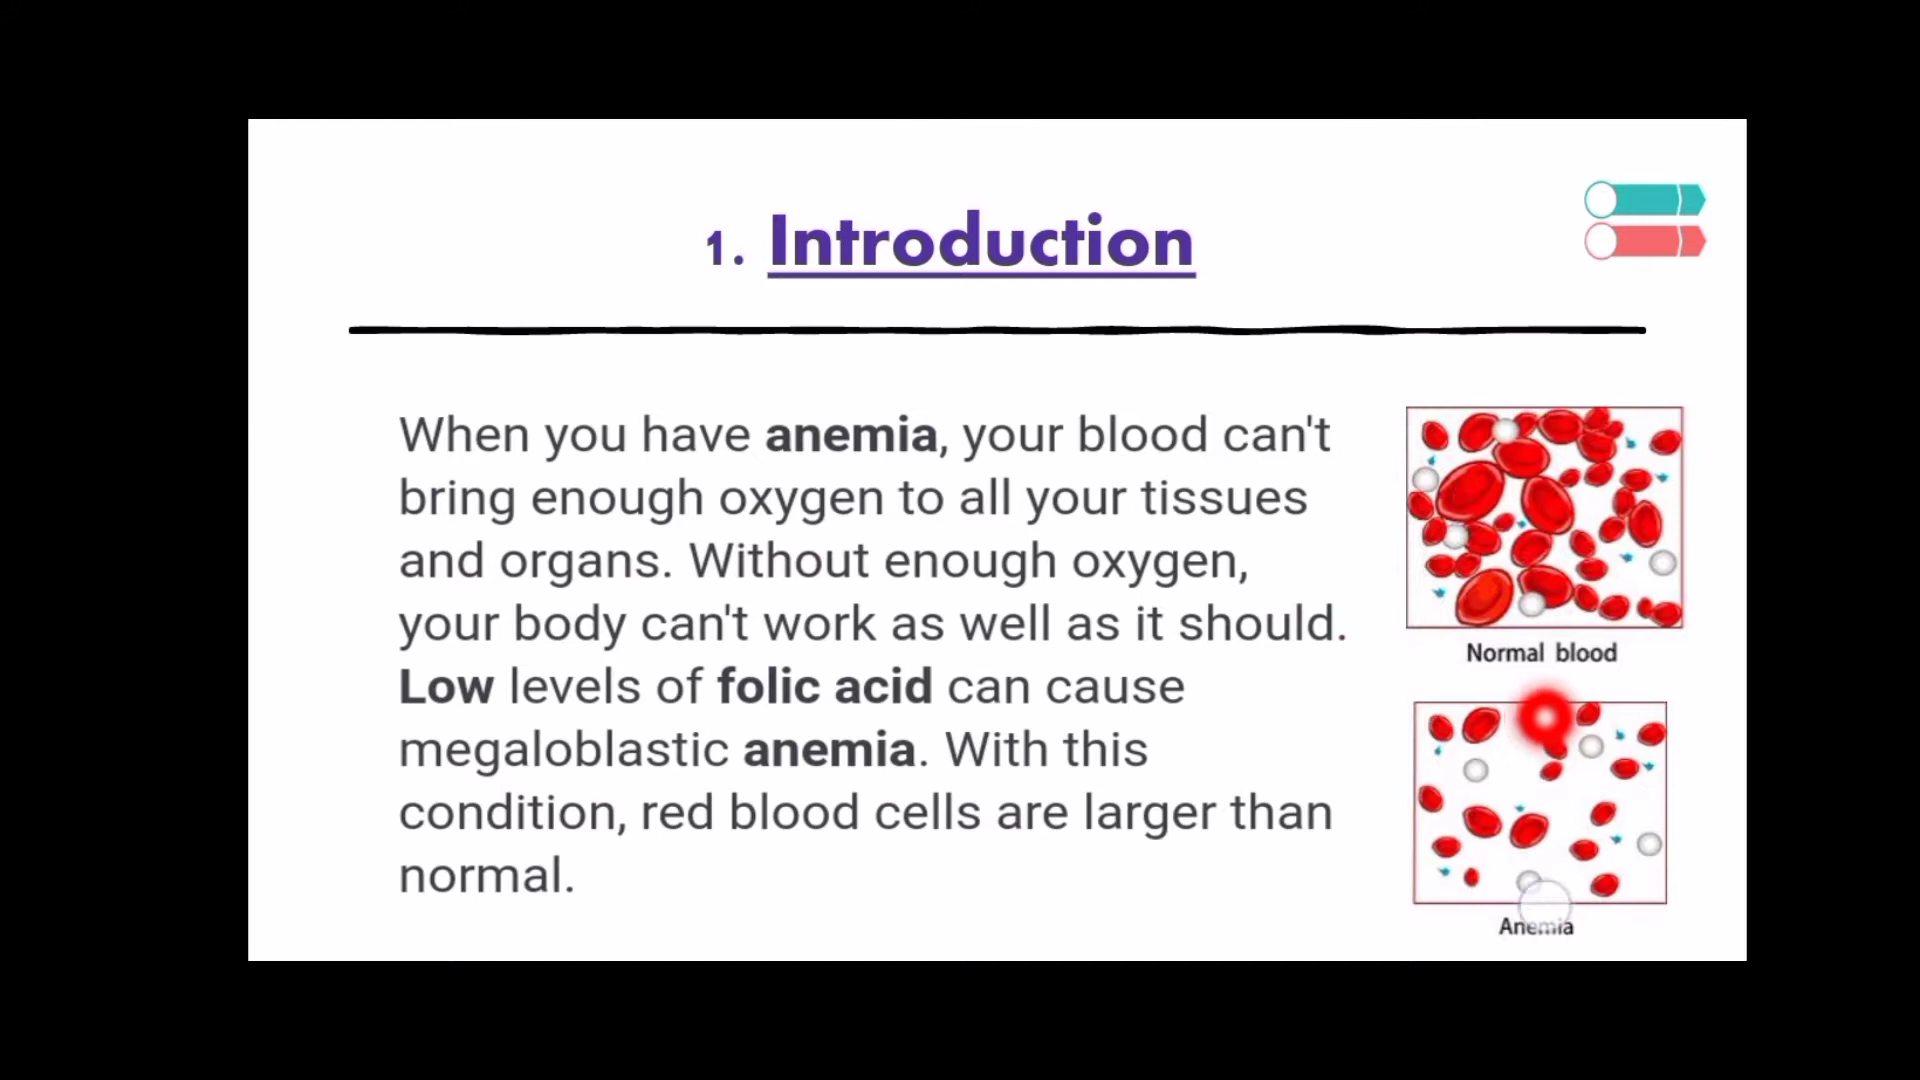 1. Introduction
When you have anemia, your blood can't
bring enough oxygen to all your tissues
and organs. Without enough oxygen,
your body can't work as well as it should.
Low levels of folic acid can cause
megaloblastic anemia. With this
condition, red blood cells are larger than
normal.
Normal blood
Anemia